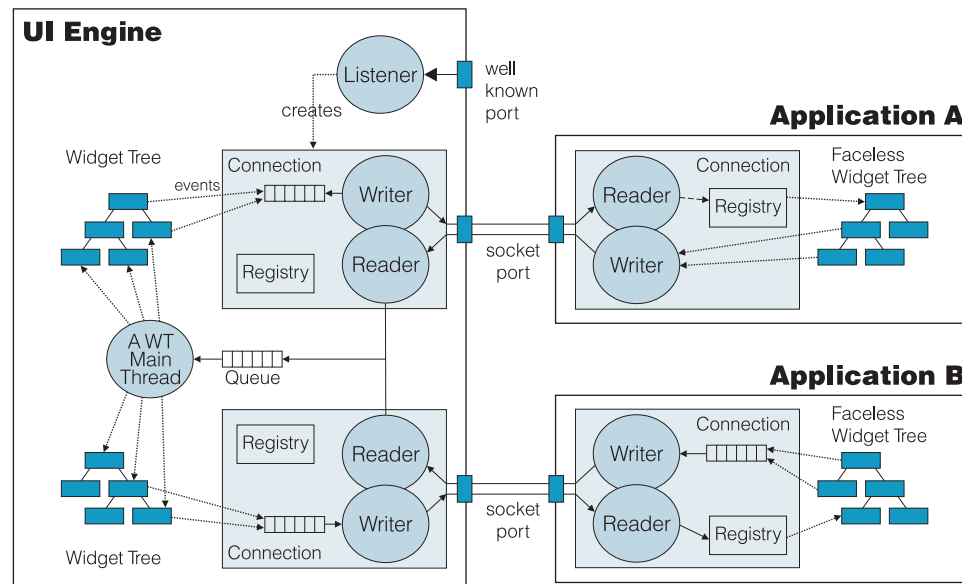 UI Engine
Listener
well
known
port
creates
Application A
Widget Tree
Connection
Connection
Faceless
Widget Tree
events
Writer
Reader
Registry
Registry
Reader
Writer
socket
port
A WT
Main
Thread
Queue
Application B
Registry
Reader
Writer
Connection
Faceless
Widget Tree
Writer
Reader
Registry
socket
port
Connection
Widget Tree